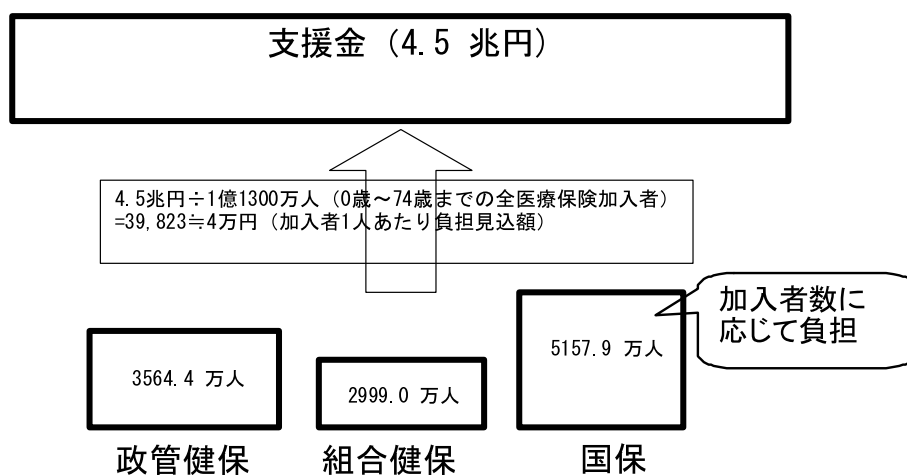 支援金（4.5 兆円）
4.5兆円÷1億1300万人（0歳～74歳までの全医療保険加入者）
=39,823≒4万円（加入者1人あたり負担見込額）
加入者数に
応じて負担
3564.4 万人
2999.0 万人
5157.9 万人
政管健保
組合健保
国保